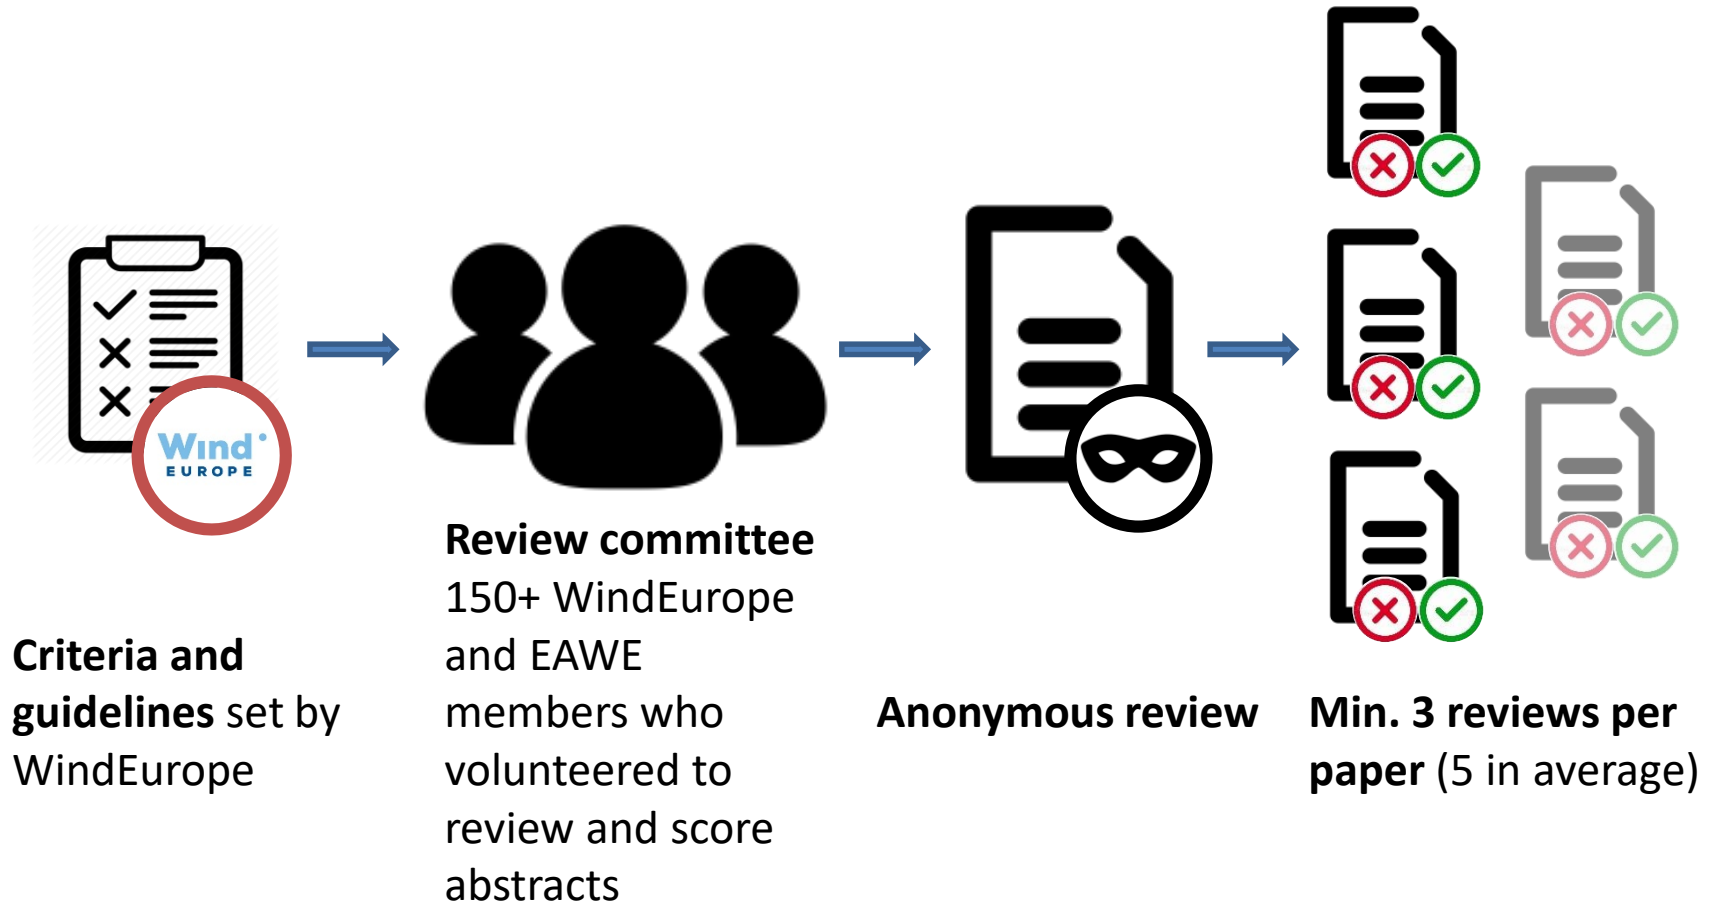 Wind
EUROPE
Criteria and
guidelines set by
WindEurope
Review committee
150+ WindEurope
and EAWE
members who
volunteered to
review and score
abstracts
Anonymous review
Min. 3 reviews per
paper (5 in average)